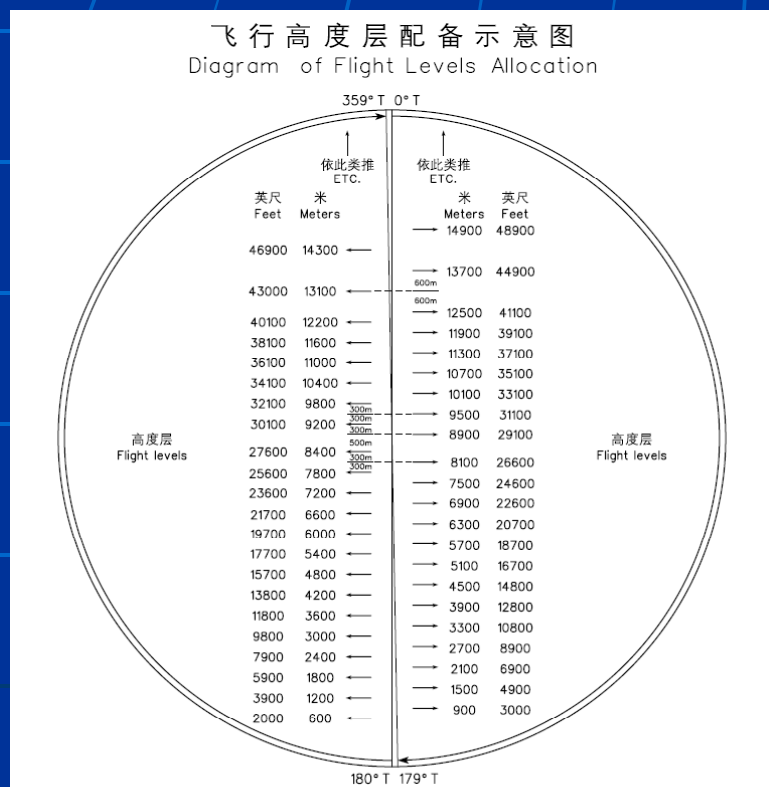 飞行高度层配备示意图
Diagram of Flight Levels Allocation
359° T 0° T
依此类推
ETC.
英尺 米
Feet Meters
46900 14300
43000 13100
40100 12200
38100 11600
36100 11000
34100 10400
32100 9800
30100 9200
27600 8400
25600 7800
23600 7200
21700 6600
19700 6000
17700 5400
15700 4800
13800 4200
11800 3600
9800 3000
7900 2400
5900 1800
3900 1200
2000 600
300m
300m
300m
500m
300m
300m
高度层
Flight levels
依此类推
ETC.
米 英尺
Meters Feet
14900 48900
13700 44900
600m
600m
12500 41100
11900 39100
11300 37100
10700 35100
10100 33100
9500 31100
8900 29100
8100 26600
7500 24600
6900 22600
6300 20700
5700 18700
5100 16700
4500 14800
3900 12800
3300 10800
2700 8900
2100 6900
1500 4900
900 3000
高度层
Flight levels
180° T 179° T